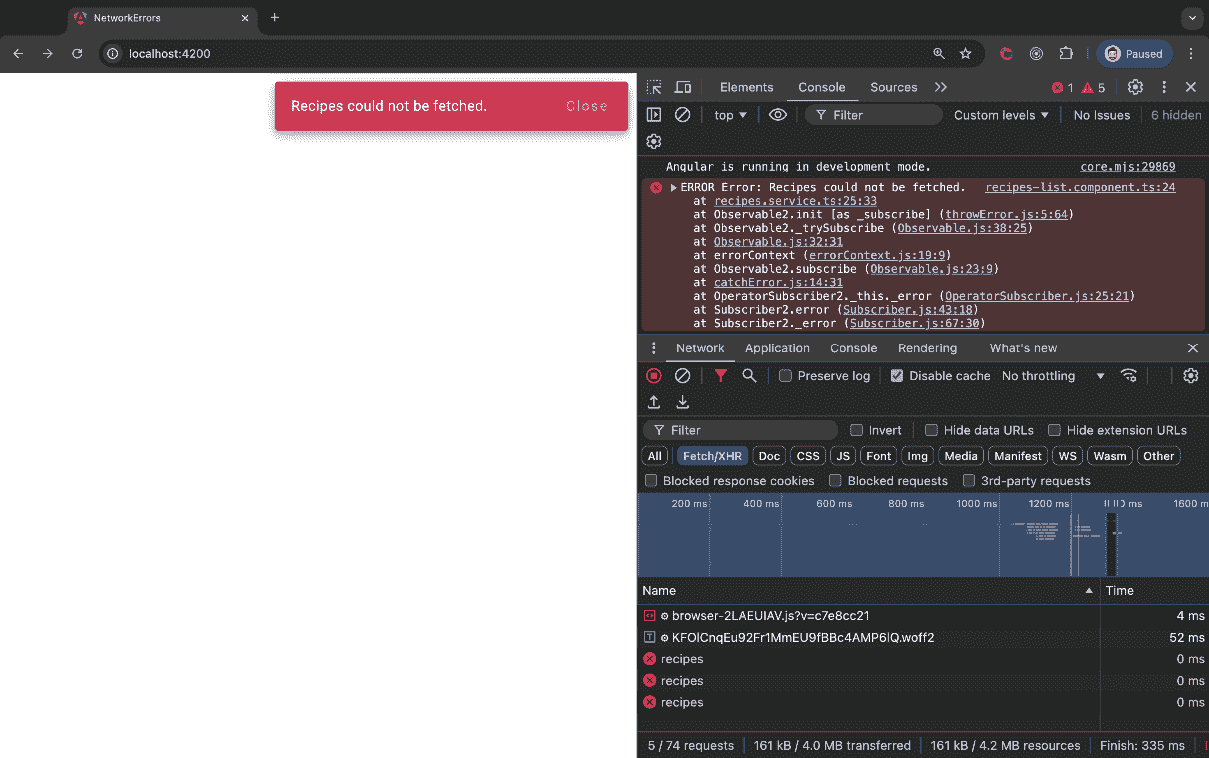 NetworkErrors
localhost:4200
Paused
Recipes could not be fetched. Close
Elements Console Sources 1 5
top Filter Custom levels No Issues 6 hidden
Angular is running in development mode. core.mjs:29869
ERROR Error: Recipes could not be fetched. recipes-list.component.ts:24
at recipes.service.ts:25:33
at Observable2.init [as _subscribe] (throwError.js:5:64)
at Observable2._trySubscribe (Observable.js:38:25)
at Observable.js:32:31
at errorContext (errorContext.js:19:9)
at Observable2.subscribe (Observable.js:23:9)
at catchError.js:14:31
at OperatorSubscriber2._this._error (OperatorSubscriber.js:25:21)
at Subscriber2.error (Subscriber.js:43:18)
at Subscriber2._error (Subscriber.js:67:30)
Network Application Console Rendering What's new
Preserve log Disable cache No throttling
Filter Invert Hide data URLs Hide extension URLs
All Fetch/XHR Doc CSS JS Font Img Media Manifest WS Wasm Other
Blocked response cookies Blocked requests 3rd-party requests
200 ms 400 ms 600 ms 800 ms 1000 ms 1200 ms ms 1600 m
Name Time
browser-2LAEUIAV.js?v=c7e8cc21 4 ms
KFOlCnqEu92Fr1MmEU9fBBc4AMP6lQ.woff2 52 ms
recipes 0 ms
recipes 0 ms
recipes 0 ms
5 / 74 requests 161 kB / 4.0 MB transferred 161 kB / 4.2 MB resources Finish: 335 ms